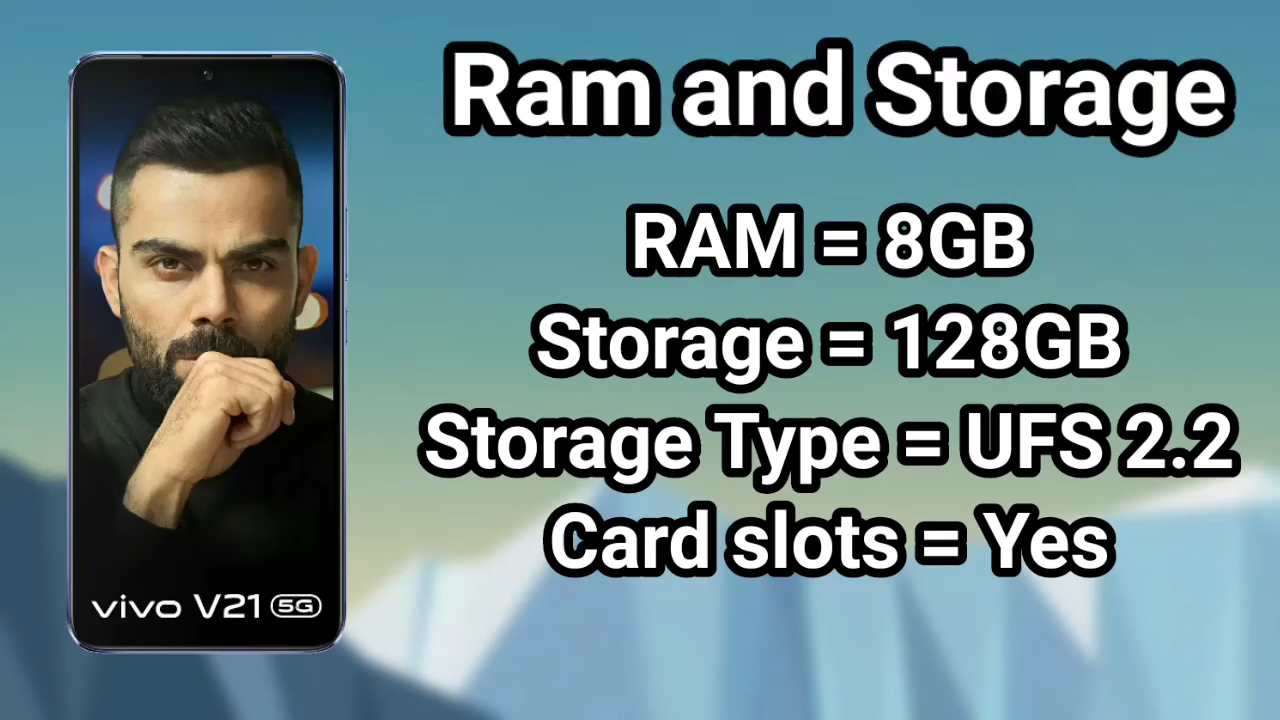 Ram and Storage
RAM = 8GB
Storage = 128GB
Storage Type = UFS 2.2
Card slots = Yes
vivo V21 5G